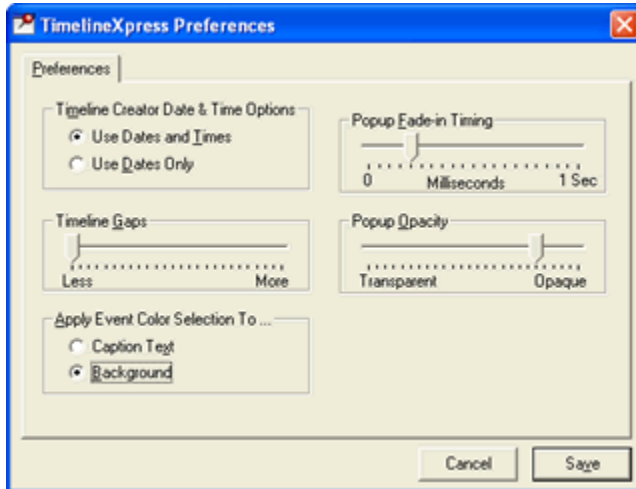 TimelineXpress Preferences
Preferences
Timeline Creator Date & Time Options
Use Dates and Times
Use Dates Only
Popup Fade-in Timing
0 Milliseconds 1 Sec
Timeline Gaps
Less More
Popup Opacity
Transparent Opaque
Apply Event Color Selection To ...
Caption Text
Background
Cancel Save